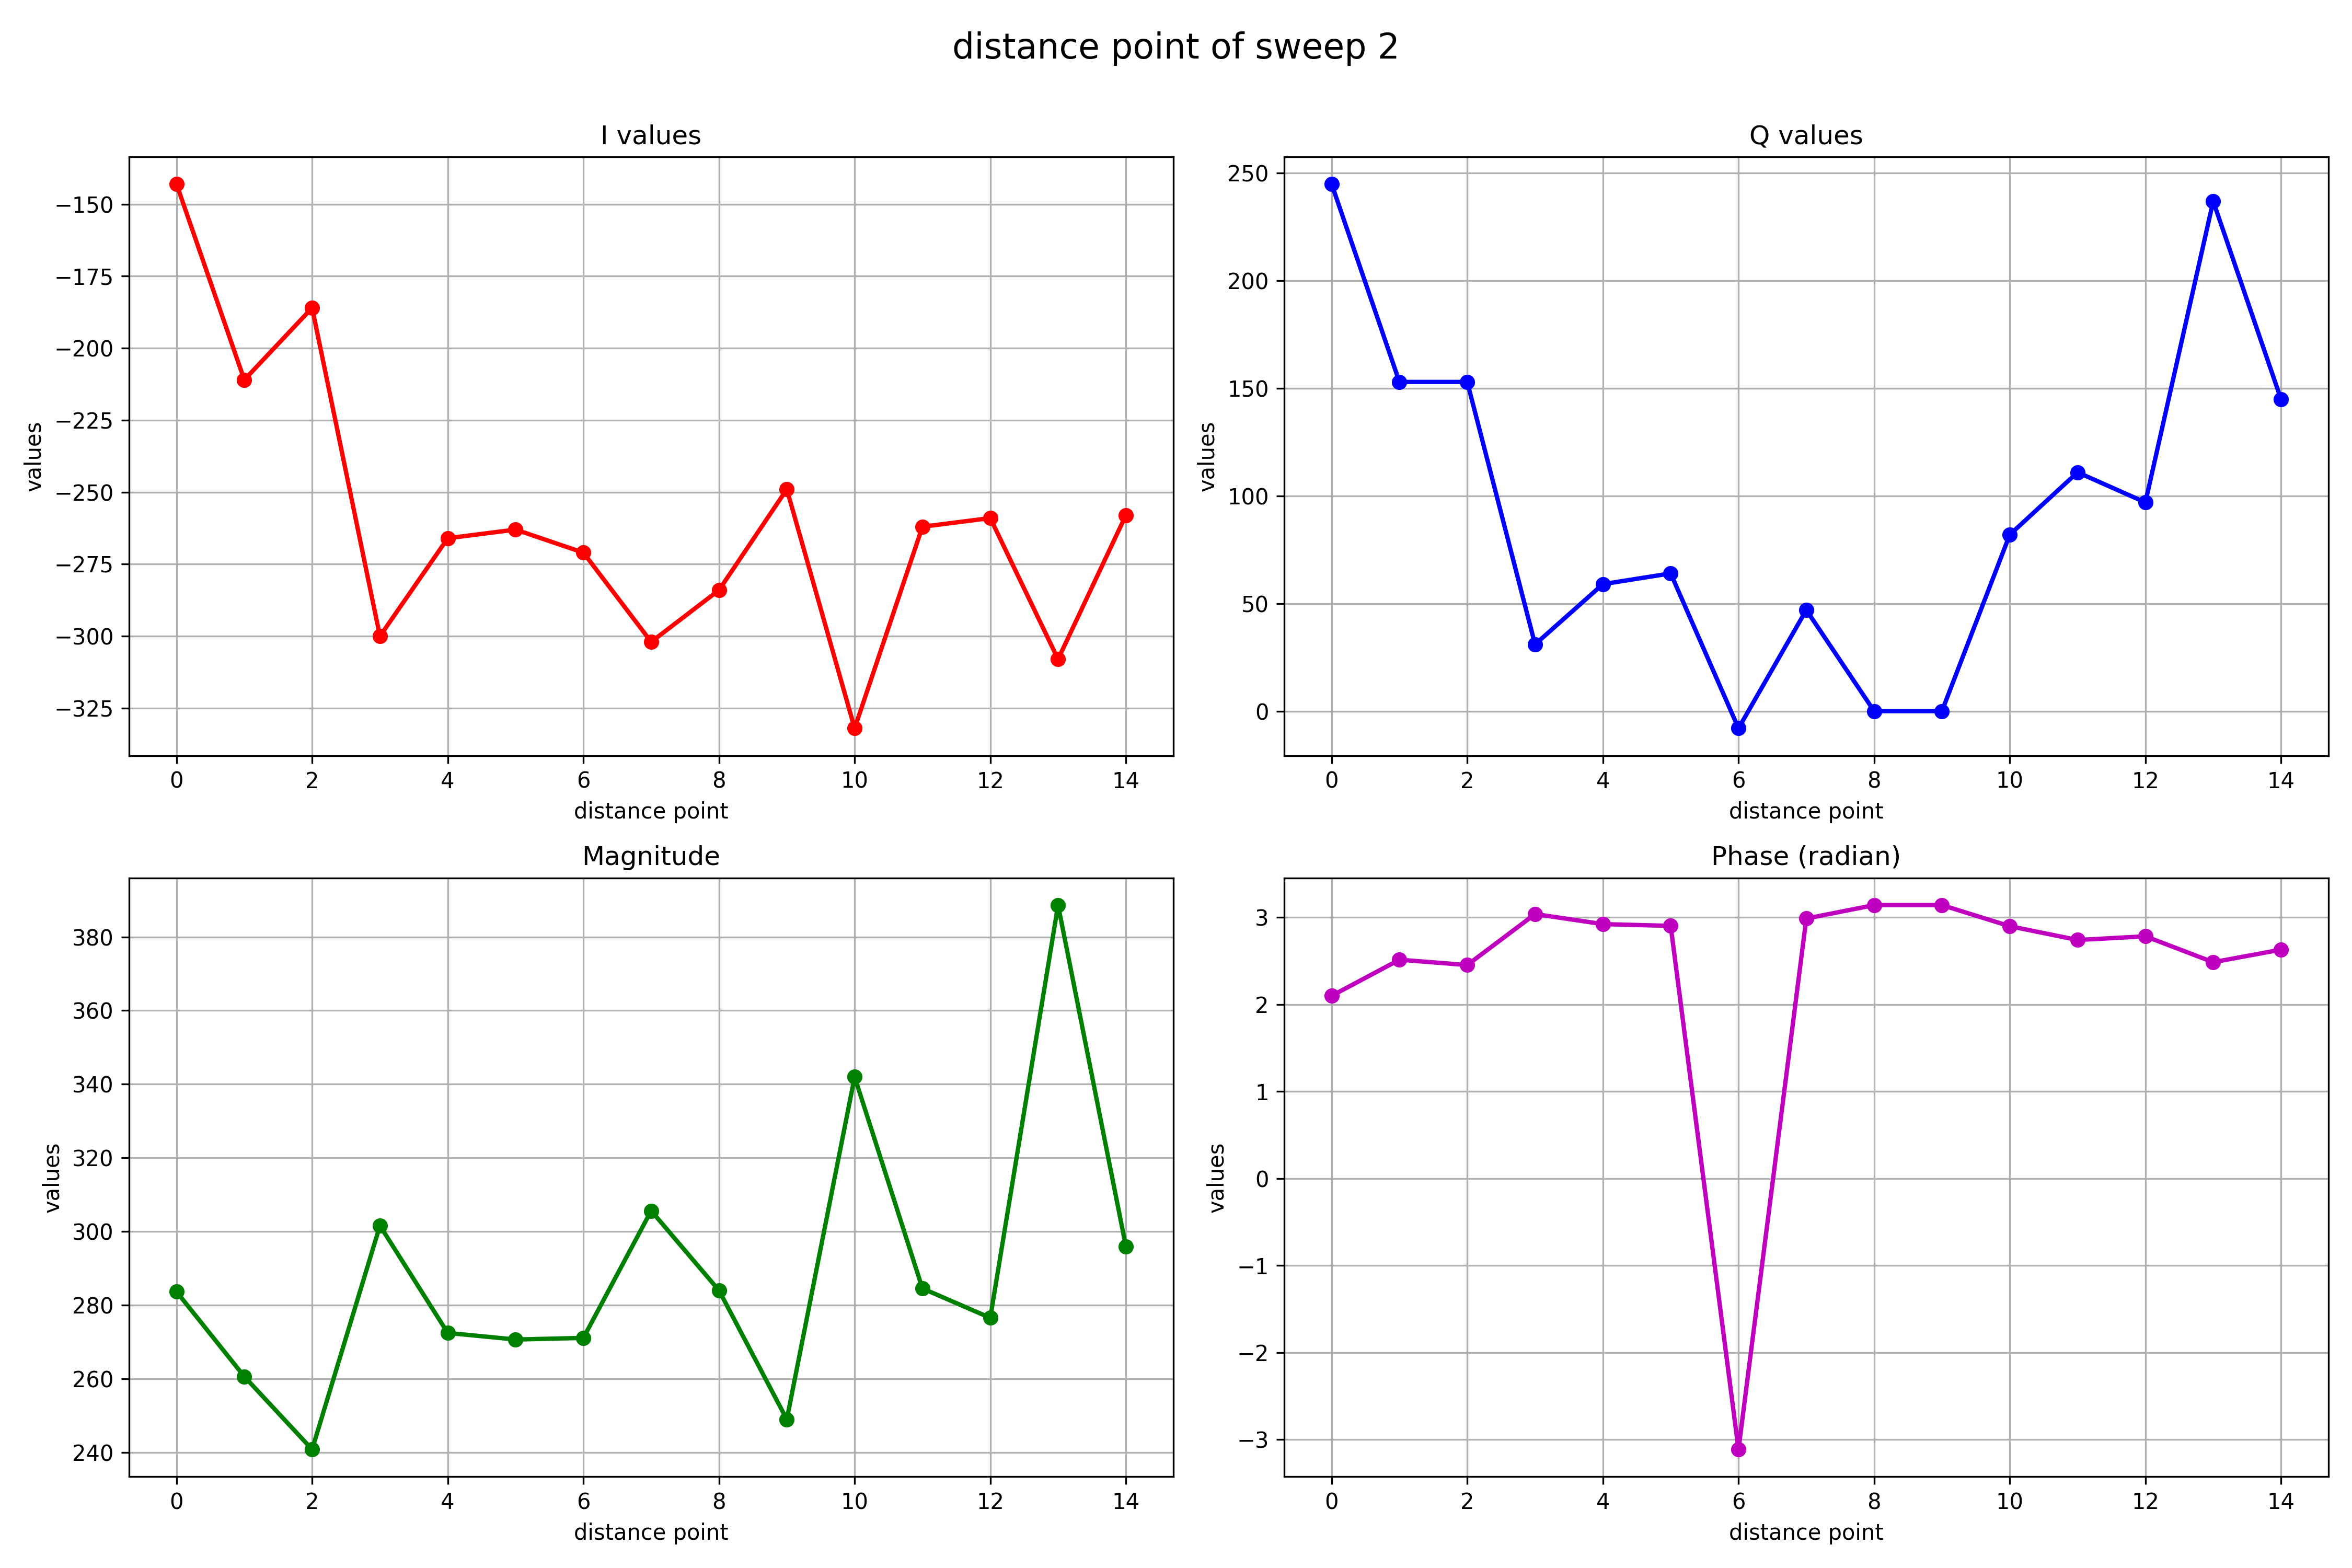 distance point of sweep 2
I values
−150
−175
−200
−225
−250
−275
−300
−325
values
0 2 4 6 8 10 12 14
distance point
Q values
250
200
150
100
50
0
values
0 2 4 6 8 10 12 14
distance point
Magnitude
380
360
340
320
300
280
260
240
values
0 2 4 6 8 10 12 14
distance point
Phase (radian)
3
2
1
0
−1
−2
−3
values
0 2 4 6 8 10 12 14
distance point